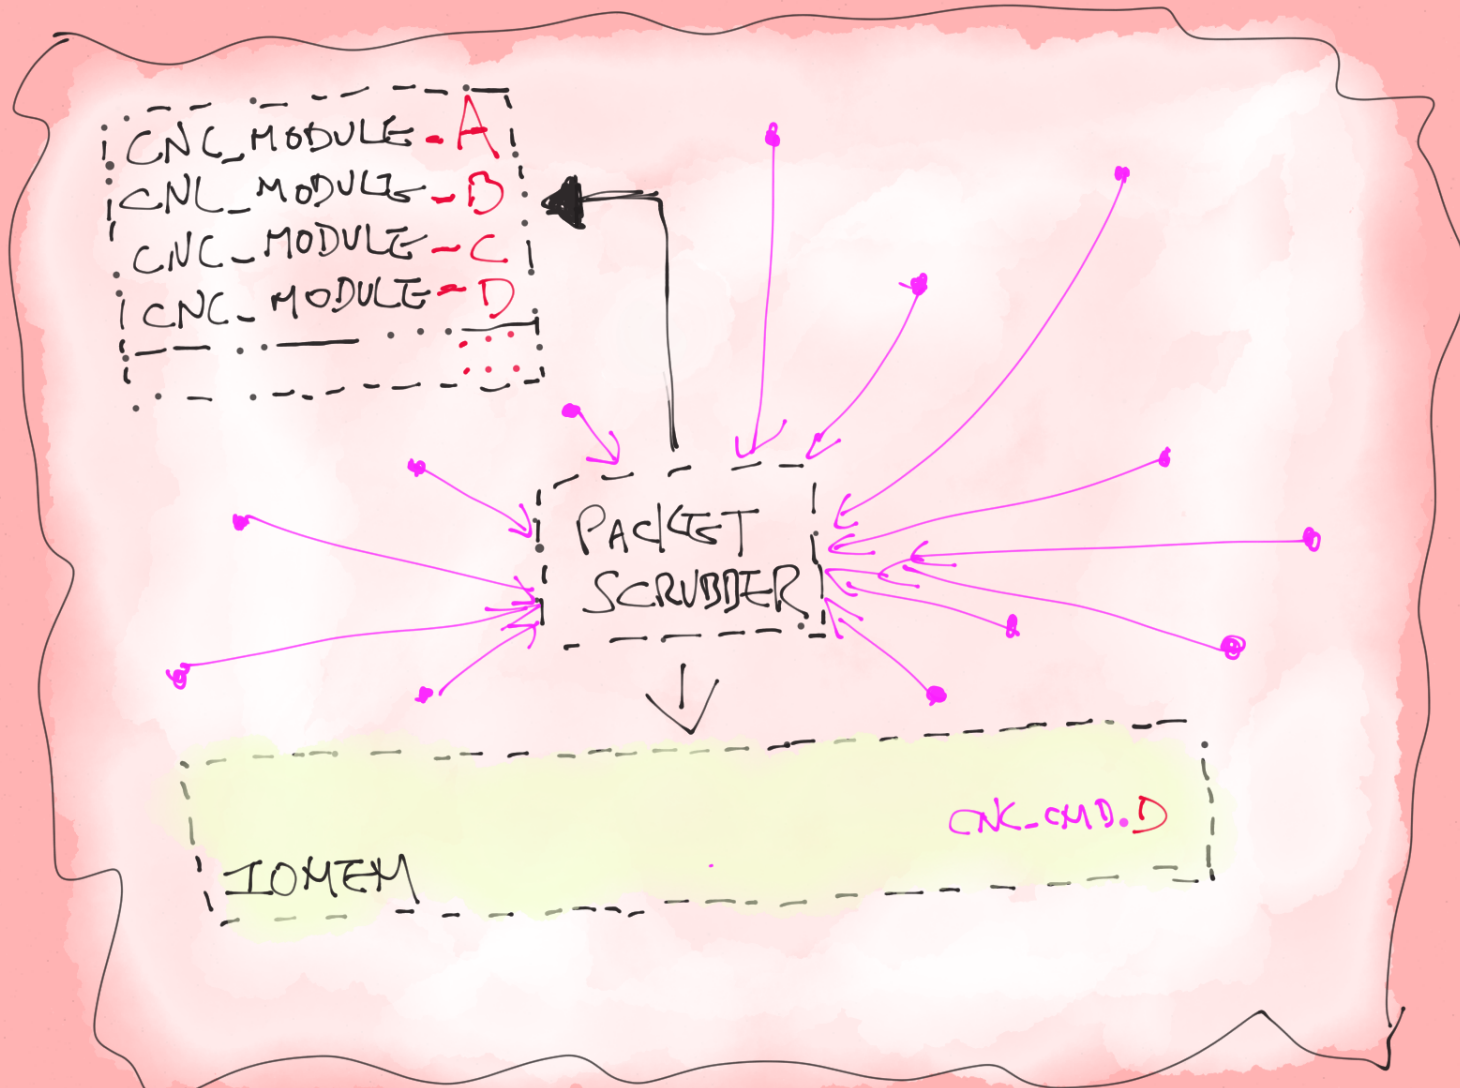 CNC_MODULE-A
CNC_MODULE-B
CNC_MODULE-C
CNC_MODULE-D
PACKET
SCRUBBER
CNC_CMD.D
IOMEM